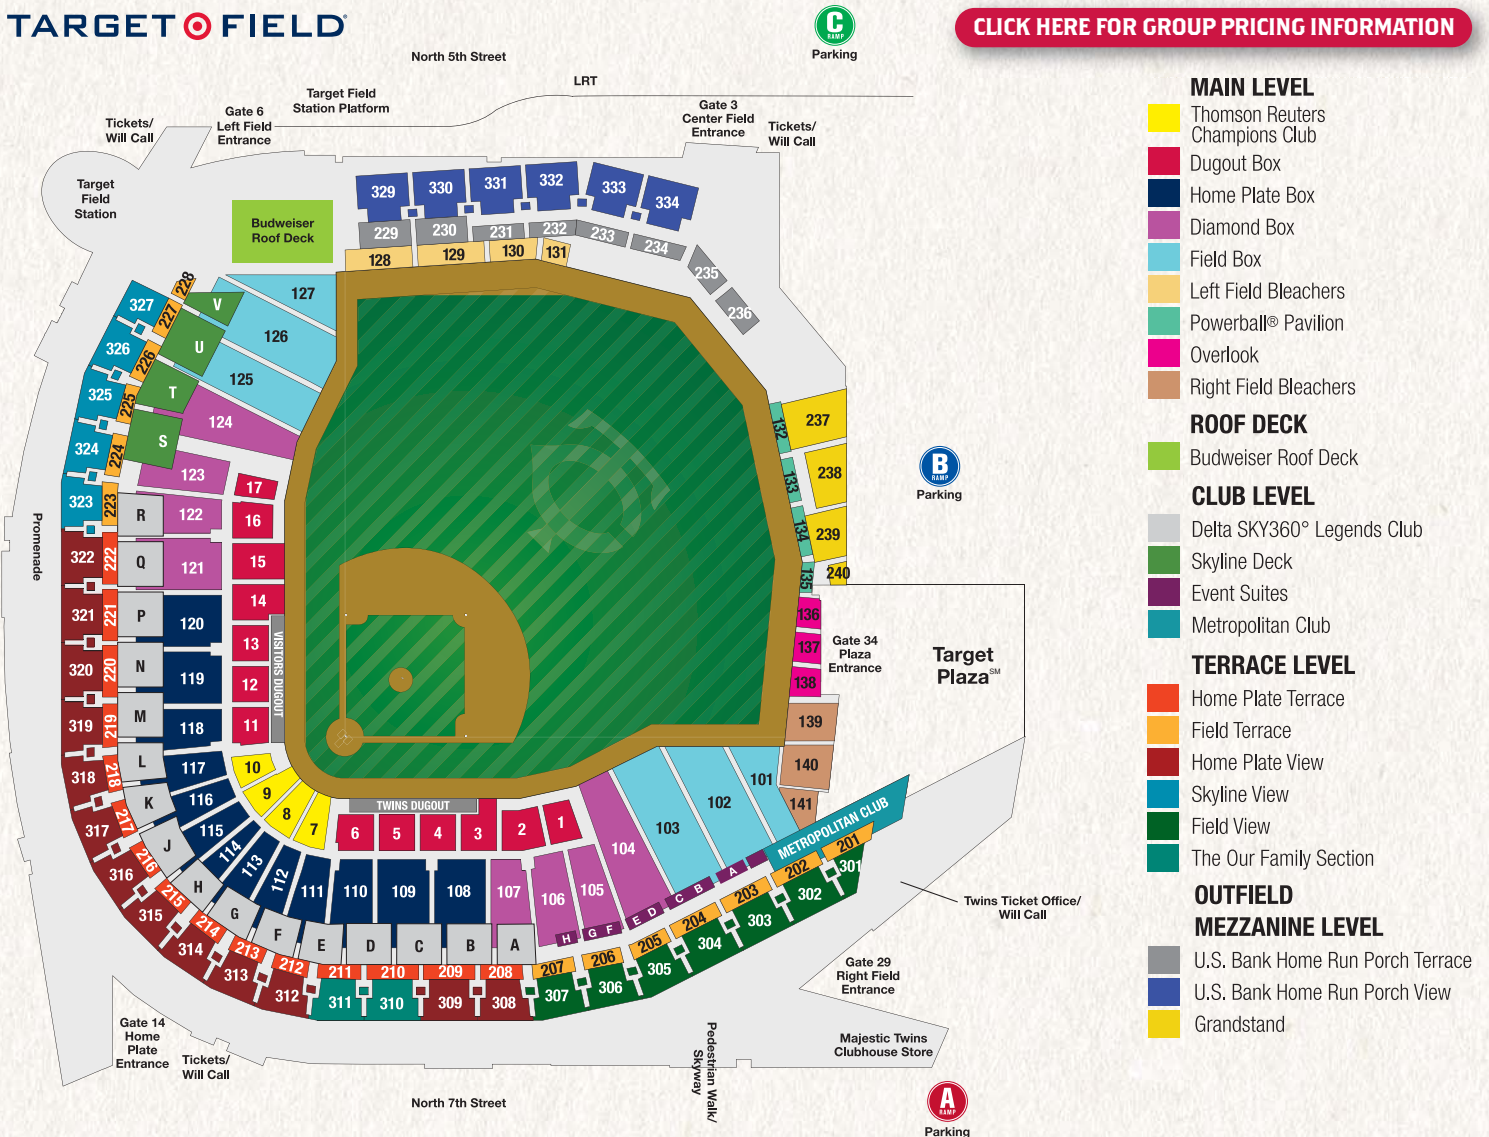 TARGET FIELD
C
RAMP
Parking
CLICK HERE FOR GROUP PRICING INFORMATION
North 5th Street
LRT
Target Field
Station Platform
Gate 6
Left Field
Entrance
Tickets/
Will Call
Gate 3
Center Field
Entrance
Tickets/
Will Call
Target
Field
Station
Budweiser
Roof Deck
329
330
331
332
333
334
229
230
231
232
233
234
235
236
128
129
130
131
327
326
325
324
323
322
321
320
319
318
317
316
315
314
313
312
311
310
309
308
307
306
305
304
303
302
301
228
227
226
225
224
223
222
221
220
219
218
217
216
215
214
213
212
211
210
209
208
207
206
205
204
203
202
201
V
U
T
S
R
Q
P
N
M
L
K
J
H
G
F
E
D
C
B
A
H
G
F
E
D
C
B
A
127
126
125
124
123
122
121
120
119
118
117
116
115
114
113
112
111
110
109
108
107
106
105
104
103
102
101
17
16
15
14
13
12
11
10
9
8
7
6
5
4
3
2
1
VISITORS DUGOUT
TWINS DUGOUT
METROPOLITAN CLUB
132
133
134
135
136
137
138
139
140
141
237
238
239
240
B
RAMP
Parking
Gate 34
Plaza
Entrance
Target
Plaza℠
Promenade
Twins Ticket Office/
Will Call
Gate 29
Right Field
Entrance
Majestic Twins
Clubhouse Store
Gate 14
Home
Plate
Entrance
Tickets/
Will Call
North 7th Street
Pedestrian Walk/
Skyway
A
RAMP
Parking
MAIN LEVEL
Thomson Reuters
Champions Club
Dugout Box
Home Plate Box
Diamond Box
Field Box
Left Field Bleachers
Powerball® Pavilion
Overlook
Right Field Bleachers
ROOF DECK
Budweiser Roof Deck
CLUB LEVEL
Delta SKY360° Legends Club
Skyline Deck
Event Suites
Metropolitan Club
TERRACE LEVEL
Home Plate Terrace
Field Terrace
Home Plate View
Skyline View
Field View
The Our Family Section
OUTFIELD
MEZZANINE LEVEL
U.S. Bank Home Run Porch Terrace
U.S. Bank Home Run Porch View
Grandstand